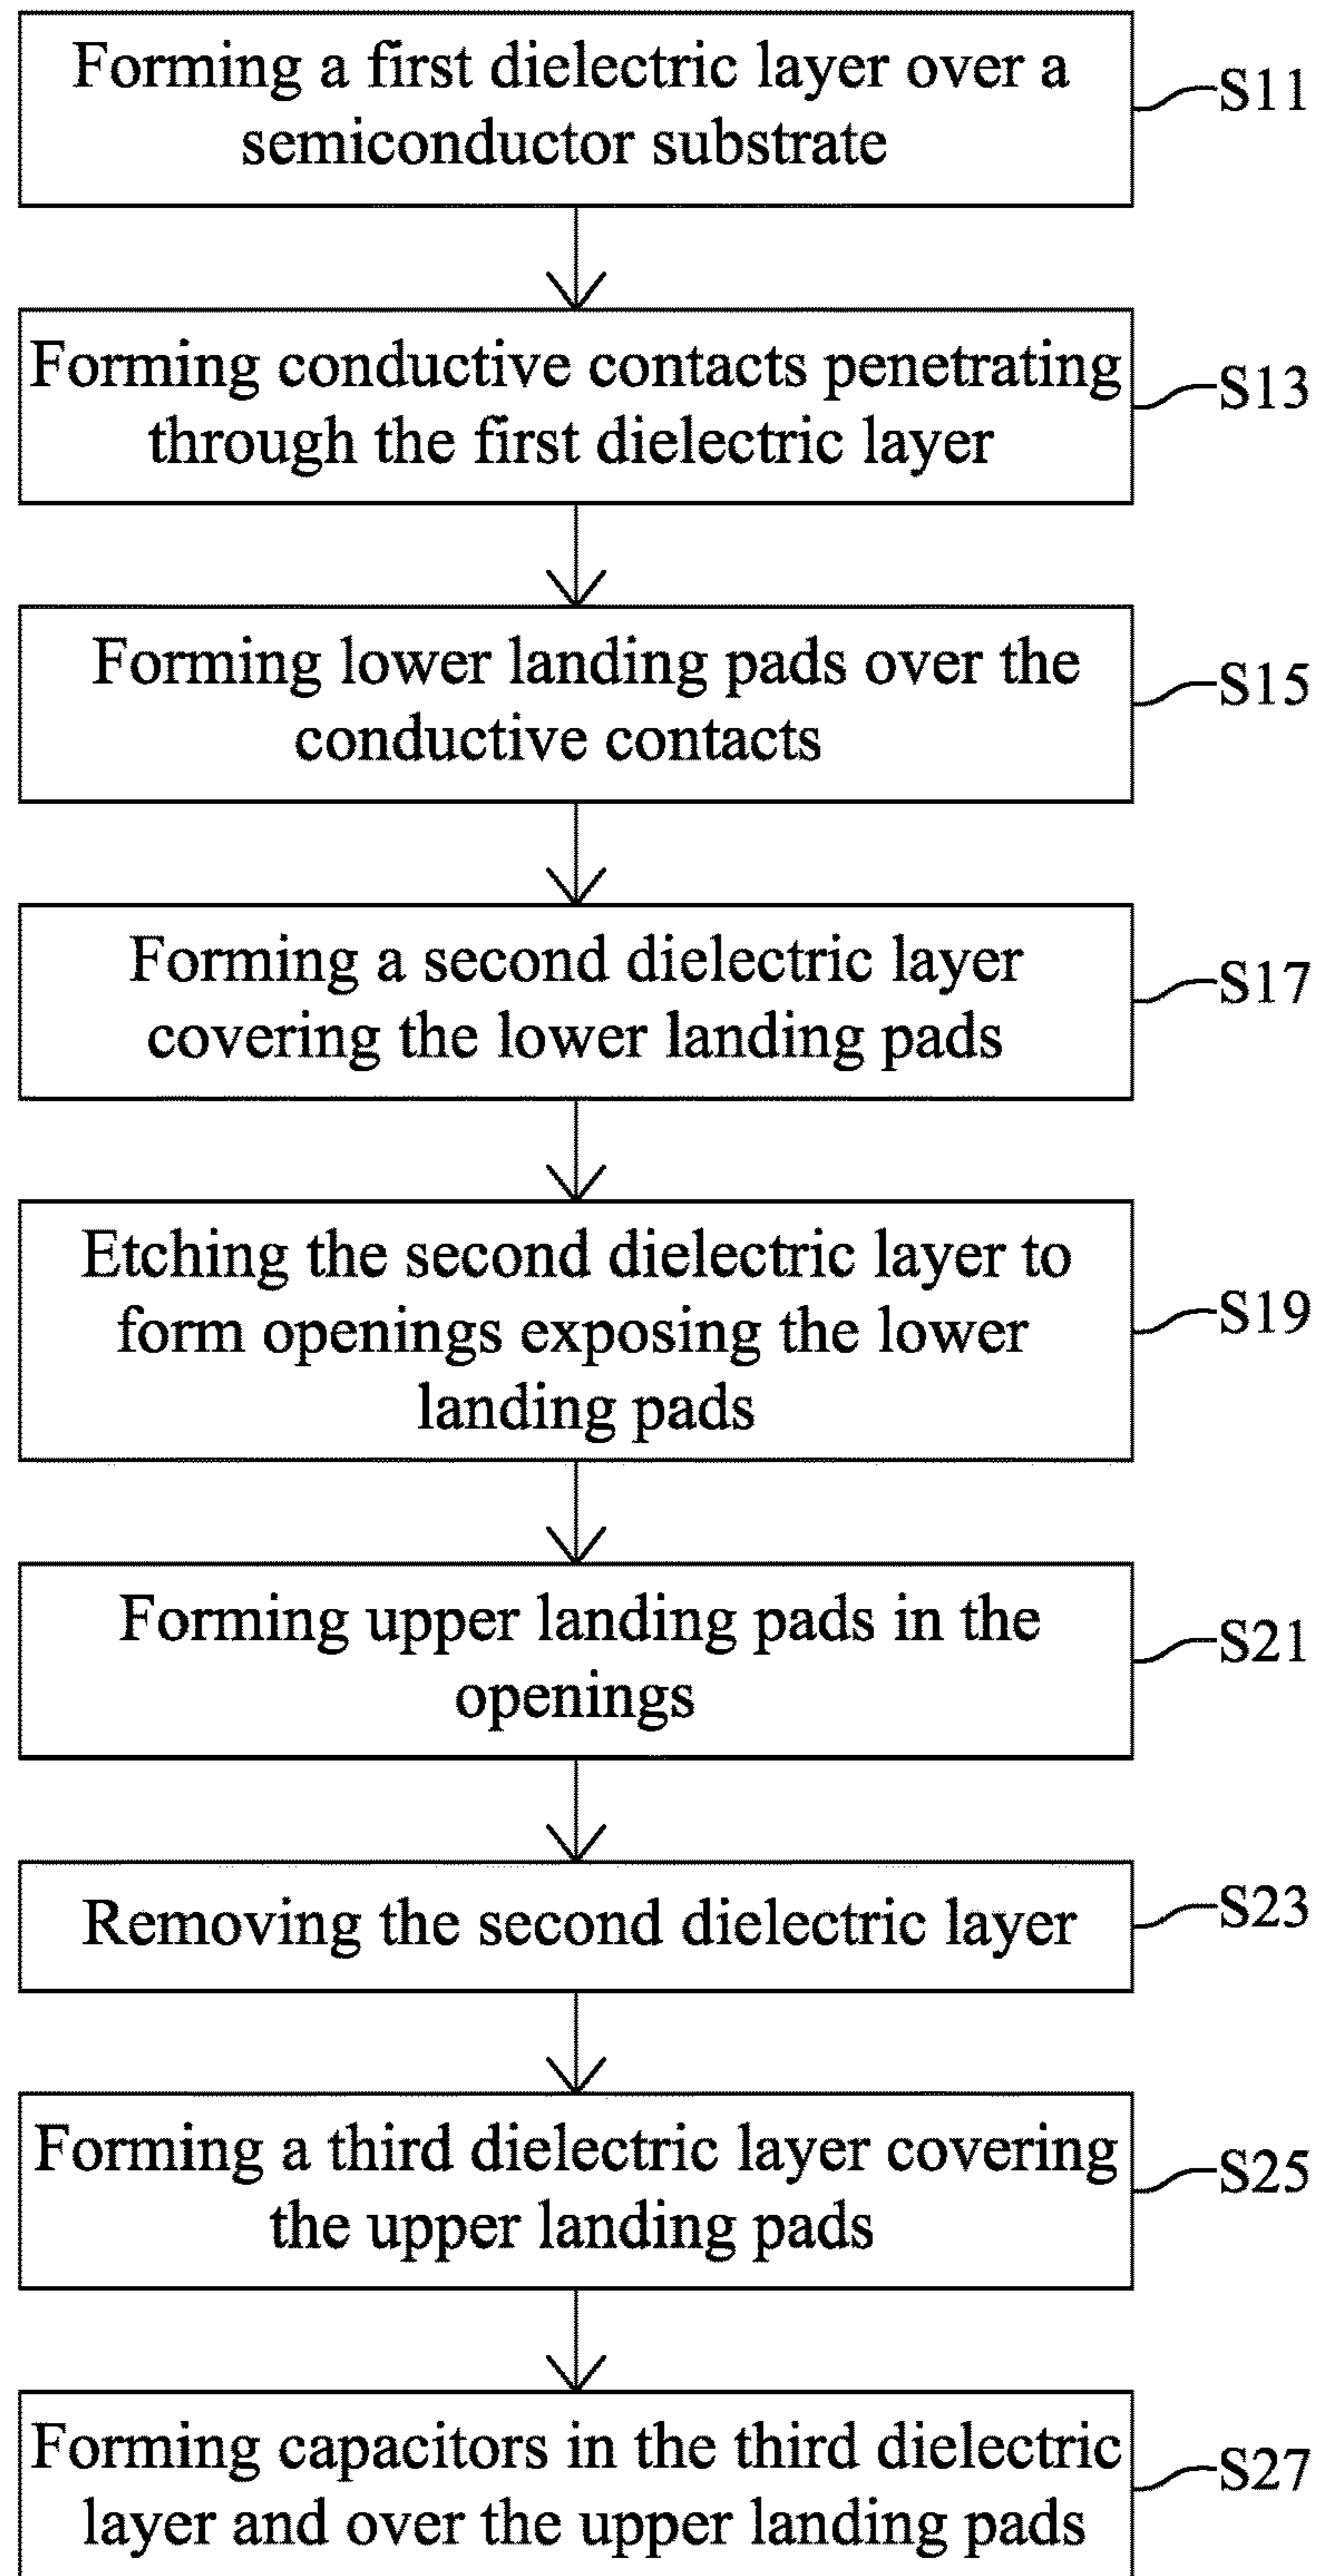 Forming a first dielectric layer over a
semiconductor substrate
S11
Forming conductive contacts penetrating
through the first dielectric layer
S13
Forming lower landing pads over the
conductive contacts
S15
Forming a second dielectric layer
covering the lower landing pads
S17
Etching the second dielectric layer to
form openings exposing the lower
landing pads
S19
Forming upper landing pads in the
openings
S21
Removing the second dielectric layer
S23
Forming a third dielectric layer covering
the upper landing pads
S25
Forming capacitors in the third dielectric
layer and over the upper landing pads
S27